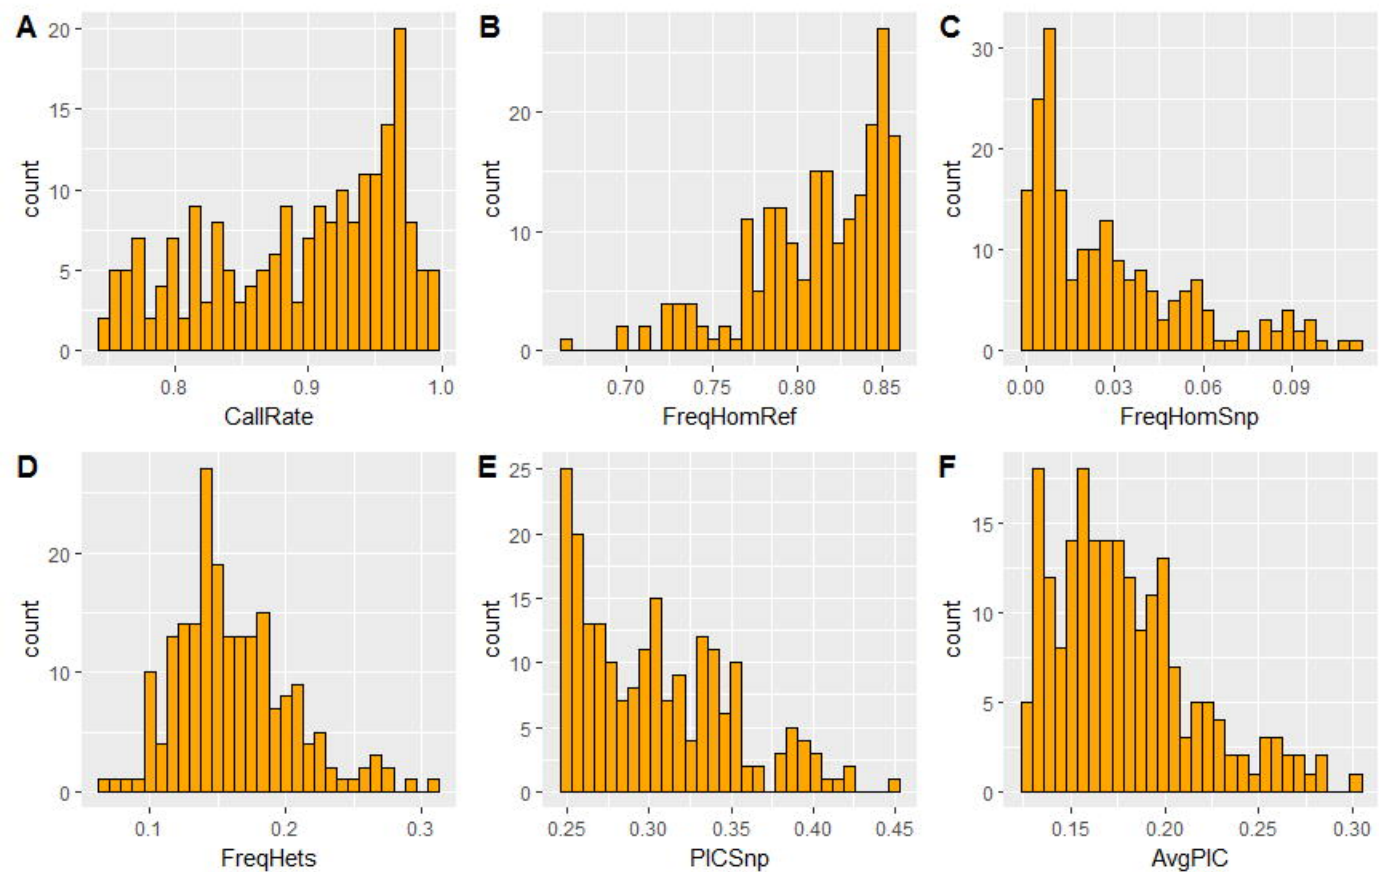 A
20
15
10
5
0
count
0.8 0.9 1.0
CallRate
B
20
10
0
count
0.70 0.75 0.80 0.85
FreqHomRef
C
30
20
10
0
count
0.00 0.03 0.06 0.09
FreqHomSnp
D
20
10
0
count
0.1 0.2 0.3
FreqHets
E
25
20
15
10
5
0
count
0.25 0.30 0.35 0.40 0.45
PICSnp
F
15
10
5
0
count
0.15 0.20 0.25 0.30
AvgPIC